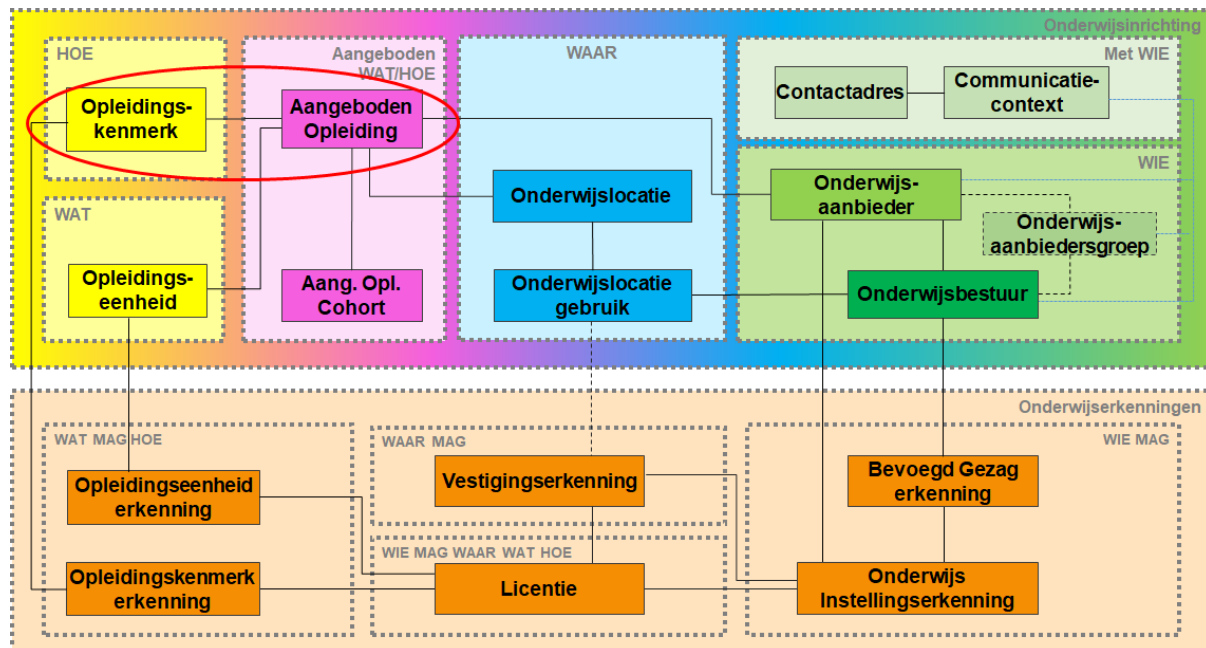 Onderwijsinrichting
HOE
Aangeboden
WAT/HOE
WAAR
Met WIE
Opleidings-
kenmerk
Aangeboden
Opleiding
Contactadres
Communicatie-
context
WIE
WAT
Onderwijslocatie
Onderwijs-
aanbieder
Onderwijs-
aanbiedersgroep
Opleidings-
eenheid
Aang. Opl.
Cohort
Onderwijslocatie
gebruik
Onderwijsbestuur
Onderwijserkenningen
WAT MAG HOE
WAAR MAG
WIE MAG
Opleidingseenheid
erkenning
Vestigingserkenning
Bevoegd Gezag
erkenning
WIE MAG WAAR WAT HOE
Opleidingskenmerk
erkenning
Licentie
Onderwijs
Instellingserkenning